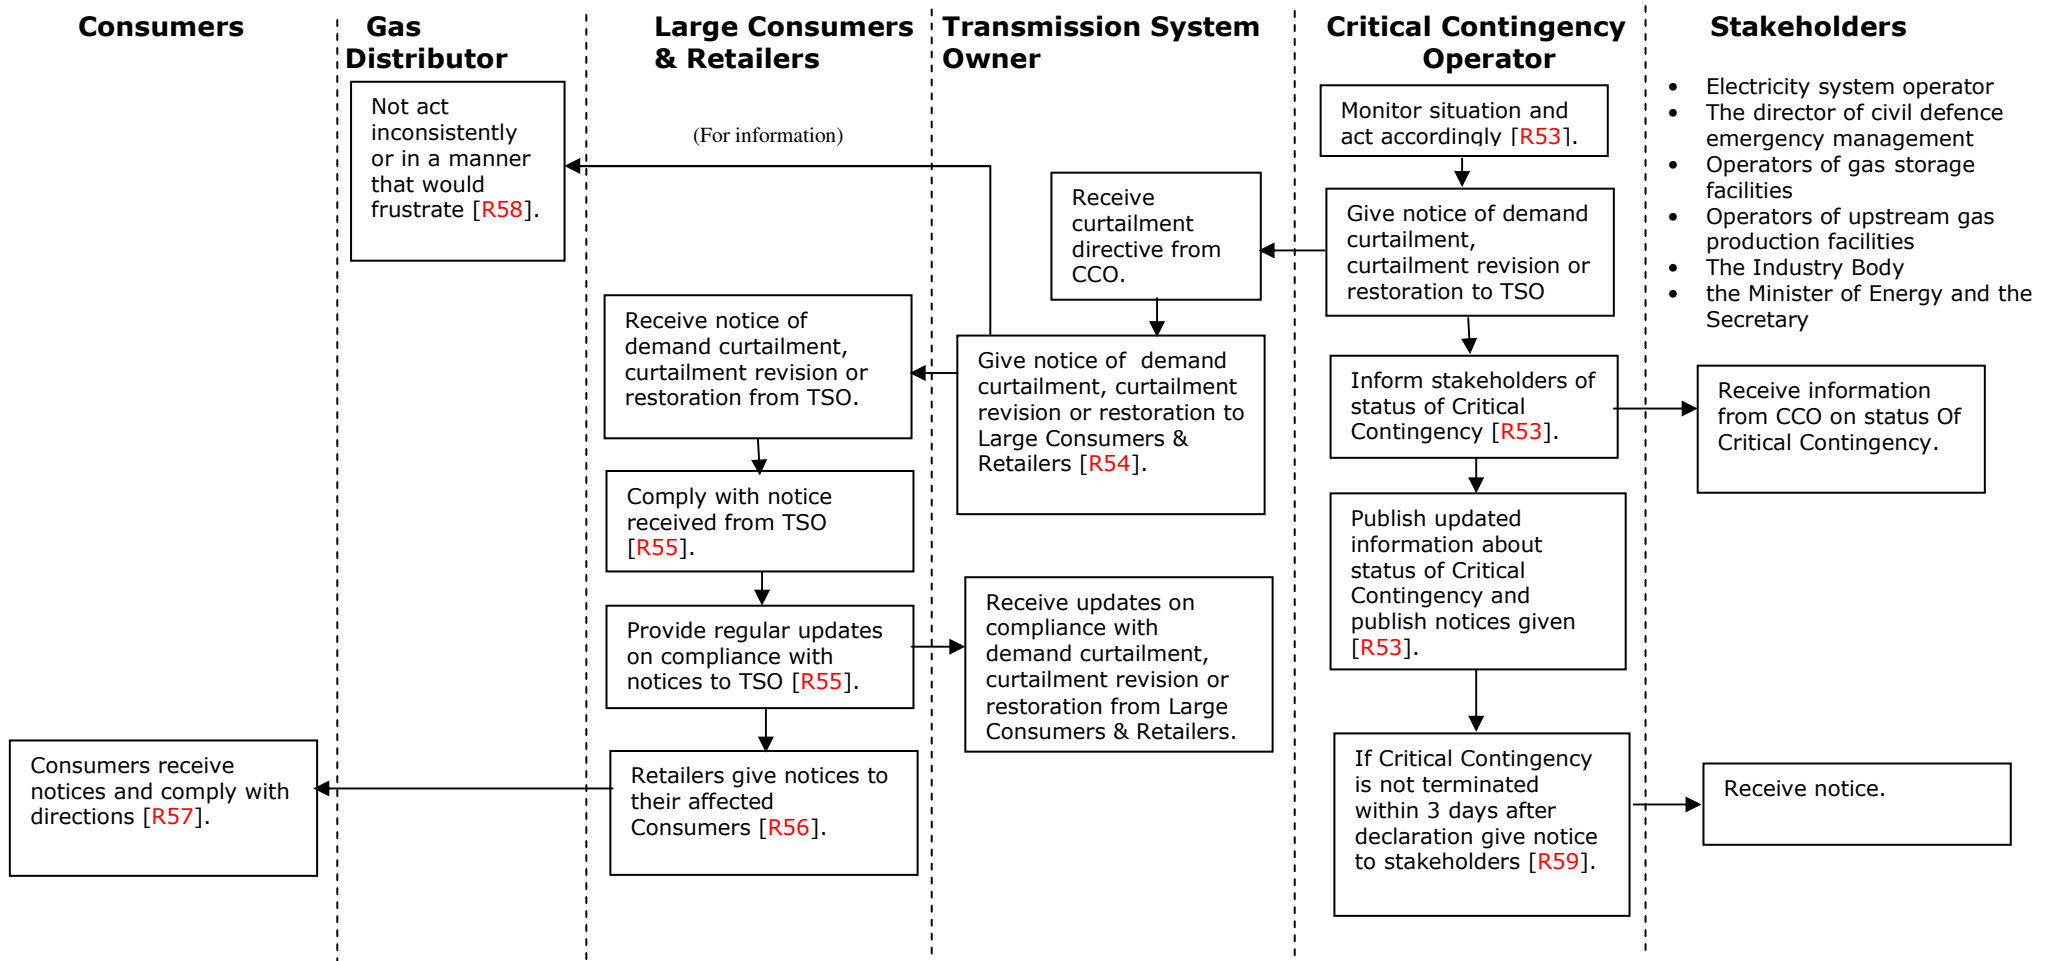 Consumers
Gas
Distributor
Large Consumers
& Retailers
Transmission System
Owner
Critical Contingency
Operator
Stakeholders
Not act
inconsistently
or in a manner
that would
frustrate [R58].
(For information)
Receive
curtailment
directive from
CCO.
Monitor situation and
act accordingly [R53].
Give notice of demand
curtailment,
curtailment revision or
restoration to TSO
• Electricity system operator
• The director of civil defence
emergency management
• Operators of gas storage
facilities
• Operators of upstream gas
production facilities
• The Industry Body
• the Minister of Energy and the
Secretary
Receive notice of
demand curtailment,
curtailment revision or
restoration from TSO.
Give notice of  demand
curtailment, curtailment
revision or restoration to
Large Consumers &
Retailers [R54].
Inform stakeholders of
status of Critical
Contingency [R53].
Receive information
from CCO on status Of
Critical Contingency.
Comply with notice
received from TSO
[R55].
Publish updated
information about
status of Critical
Contingency and
publish notices given
[R53].
Provide regular updates
on compliance with
notices to TSO [R55].
Receive updates on
compliance with
demand curtailment,
curtailment revision or
restoration from Large
Consumers & Retailers.
Consumers receive
notices and comply with
directions [R57].
Retailers give notices to
their affected
Consumers [R56].
If Critical Contingency
is not terminated
within 3 days after
declaration give notice
to stakeholders [R59].
Receive notice.